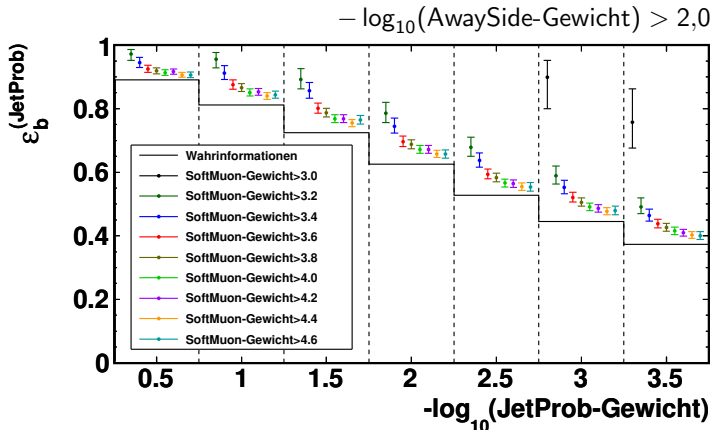 − log₁₀(AwaySide-Gewicht) > 2,0
ε_b^(JetProb)
1
0.8
0.6
0.4
0.2
0
Wahrinformationen
SoftMuon-Gewicht>3.0
SoftMuon-Gewicht>3.2
SoftMuon-Gewicht>3.4
SoftMuon-Gewicht>3.6
SoftMuon-Gewicht>3.8
SoftMuon-Gewicht>4.0
SoftMuon-Gewicht>4.2
SoftMuon-Gewicht>4.4
SoftMuon-Gewicht>4.6
0.5 1 1.5 2 2.5 3 3.5
-log₁₀(JetProb-Gewicht)